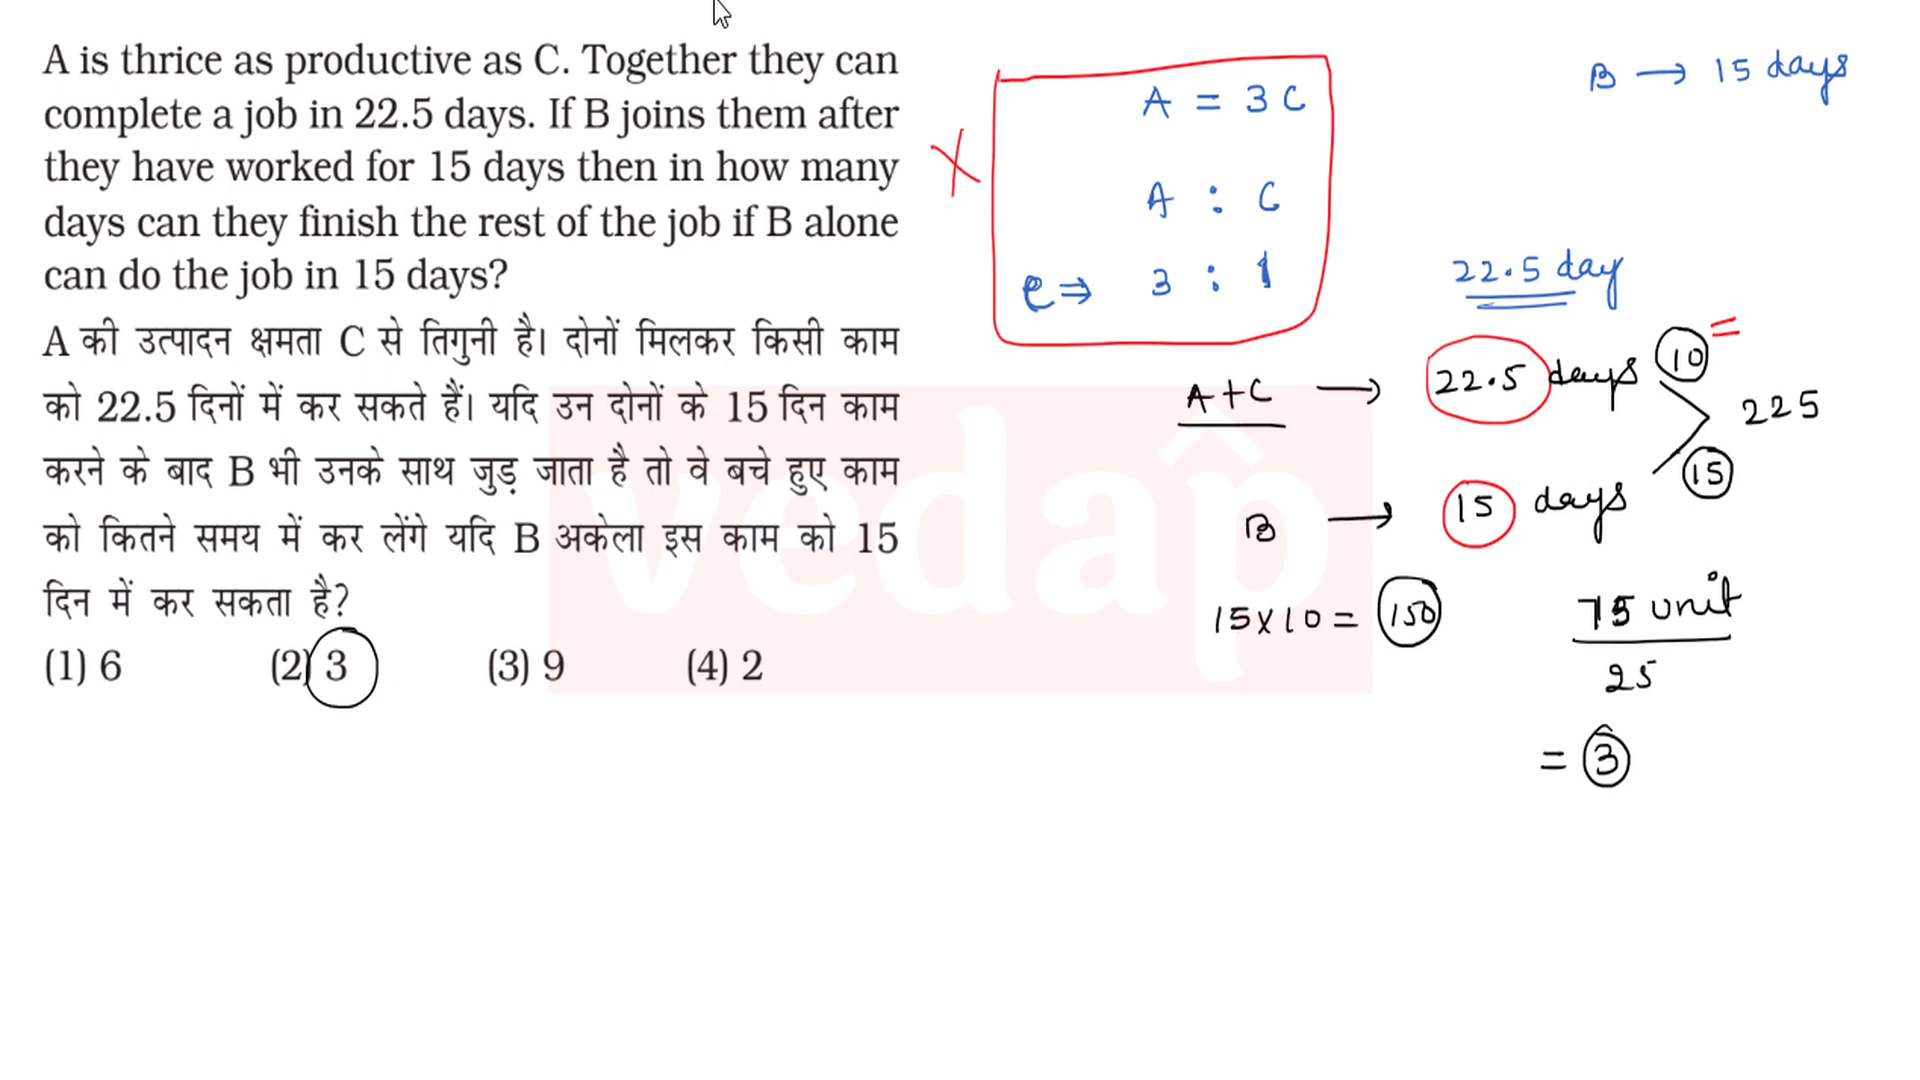 A is thrice as productive as C. Together they can
complete a job in 22.5 days. If B joins them after
they have worked for 15 days then in how many
days can they finish the rest of the job if B alone
can do the job in 15 days?
A की उत्पादन क्षमता C से तिगुनी है। दोनों मिलकर किसी काम
को 22.5 दिनों में कर सकते हैं। यदि उन दोनों के 15 दिन काम
करने के बाद B भी उनके साथ जुड़ जाता है तो वे बचे हुए काम
को कितने समय में कर लेंगे यदि B अकेला इस काम को 15
दिन में कर सकता है?
(1) 6 (2) 3 (3) 9 (4) 2
A = 3 C
A : C
e ⇒ 3 : 1
B → 15 days
22.5 day
A+C → 22.5 days 10
225
B → 15 days 15
15 x 10 = 150
75 unit
25
= 3
vedap